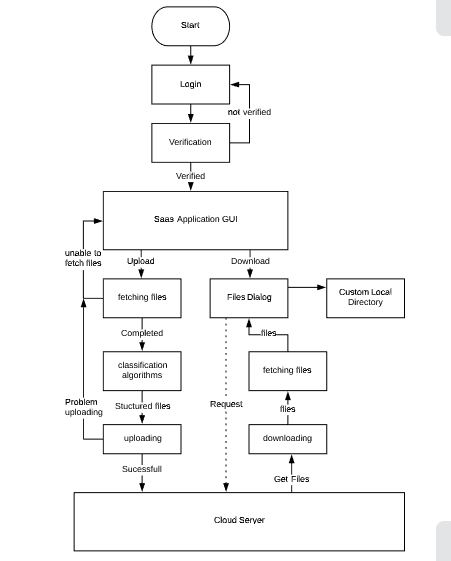 Start
Login
not verified
Verification
Verified
Saas Application GUI
unable to
fetch files
Upload
Download
fetching files
Files Dialog
Custom Local
Directory
Completed
files
classification
algorithms
fetching files
Problem
uploading
Stuctured files
Request
files
uploading
downloading
Sucessfull
Get Files
Cloud Server